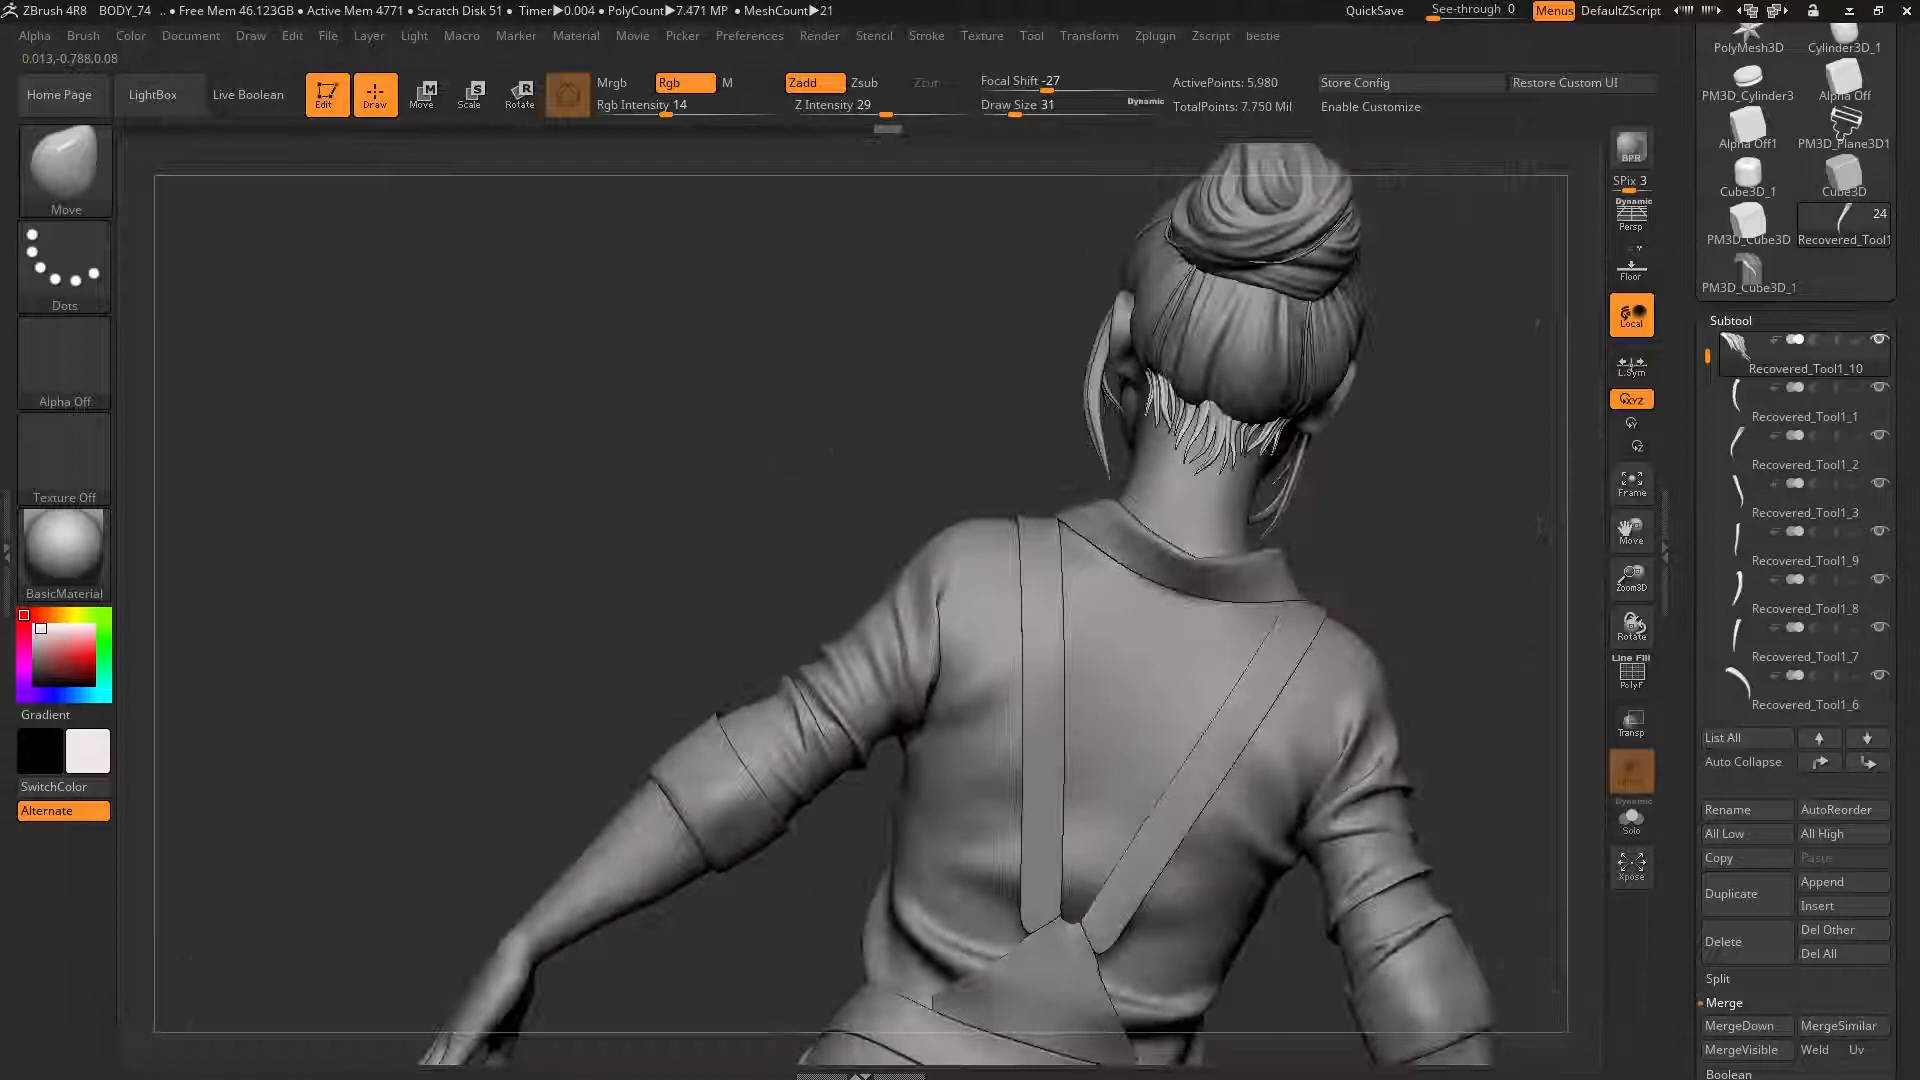 ZBrush 4R8 BODY_74 .. • Free Mem 46.123GB • Active Mem 4771 • Scratch Disk 51 • Timer▶0.004 • PolyCount▶7.471 MP • MeshCount▶21 QuickSave See-through 0 Menus DefaultZScript
Alpha Brush Color Document Draw Edit File Layer Light Macro Marker Material Movie Picker Preferences Render Stencil Stroke Texture Tool Transform Zplugin Zscript bestie
0.013,-0.788,0.08
Home Page LightBox Live Boolean Edit Draw Move Scale Rotate
Mrgb Rgb M Zadd Zsub Zcut Focal Shift -27 ActivePoints: 5,980 Store Config Restore Custom UI
Rgb Intensity 14 Z Intensity 29 Draw Size 31 Dynamic TotalPoints: 7.750 Mil Enable Customize
Move
Dots
Alpha Off
Texture Off
BasicMaterial
Gradient
SwitchColor
Alternate
BPR
SPix 3
Dynamic
Persp
Floor
Local
L.Sym
XYZ
Frame
Move
Zoom3D
Rotate
Line Fill
PolyF
Transp
Dynamic
Solo
Xpose
PolyMesh3D Cylinder3D_1
PM3D_Cylinder3 Alpha Off
Alpha Off1 PM3D_Plane3D1
Cube3D_1 Cube3D
24
PM3D_Cube3D Recovered_Tool1
PM3D_Cube3D_1
Subtool
Recovered_Tool1_10
Recovered_Tool1_1
Recovered_Tool1_2
Recovered_Tool1_3
Recovered_Tool1_9
Recovered_Tool1_8
Recovered_Tool1_7
Recovered_Tool1_6
List All
Auto Collapse
Rename AutoReorder
All Low All High
Copy Paste
Duplicate Append
Insert
Delete Del Other
Del All
Split
Merge
MergeDown MergeSimilar
MergeVisible Weld Uv
Boolean